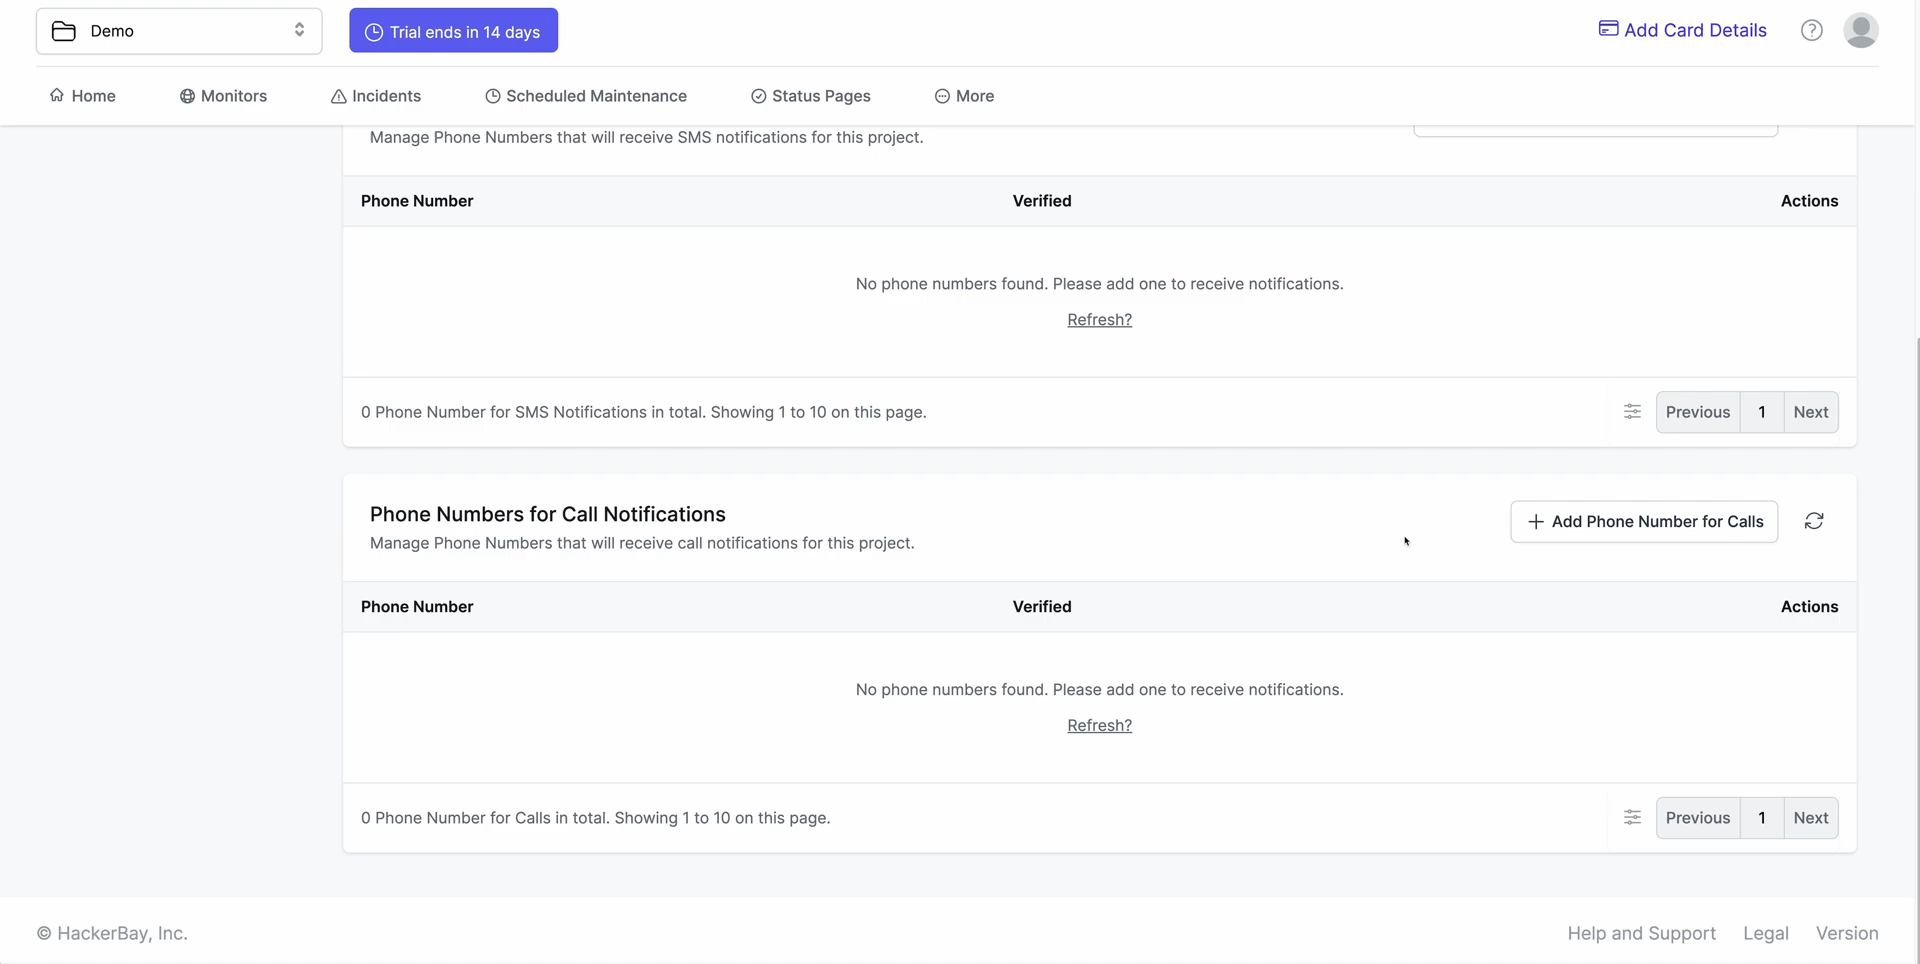 Demo
Trial ends in 14 days
Add Card Details
Home
Monitors
Incidents
Scheduled Maintenance
Status Pages
More
Manage Phone Numbers that will receive SMS notifications for this project.
Phone Number
Verified
Actions
No phone numbers found. Please add one to receive notifications.
Refresh?
0 Phone Number for SMS Notifications in total. Showing 1 to 10 on this page.
Previous
1
Next
Phone Numbers for Call Notifications
Manage Phone Numbers that will receive call notifications for this project.
Add Phone Number for Calls
Phone Number
Verified
Actions
No phone numbers found. Please add one to receive notifications.
Refresh?
0 Phone Number for Calls in total. Showing 1 to 10 on this page.
Previous
1
Next
© HackerBay, Inc.
Help and Support
Legal
Version